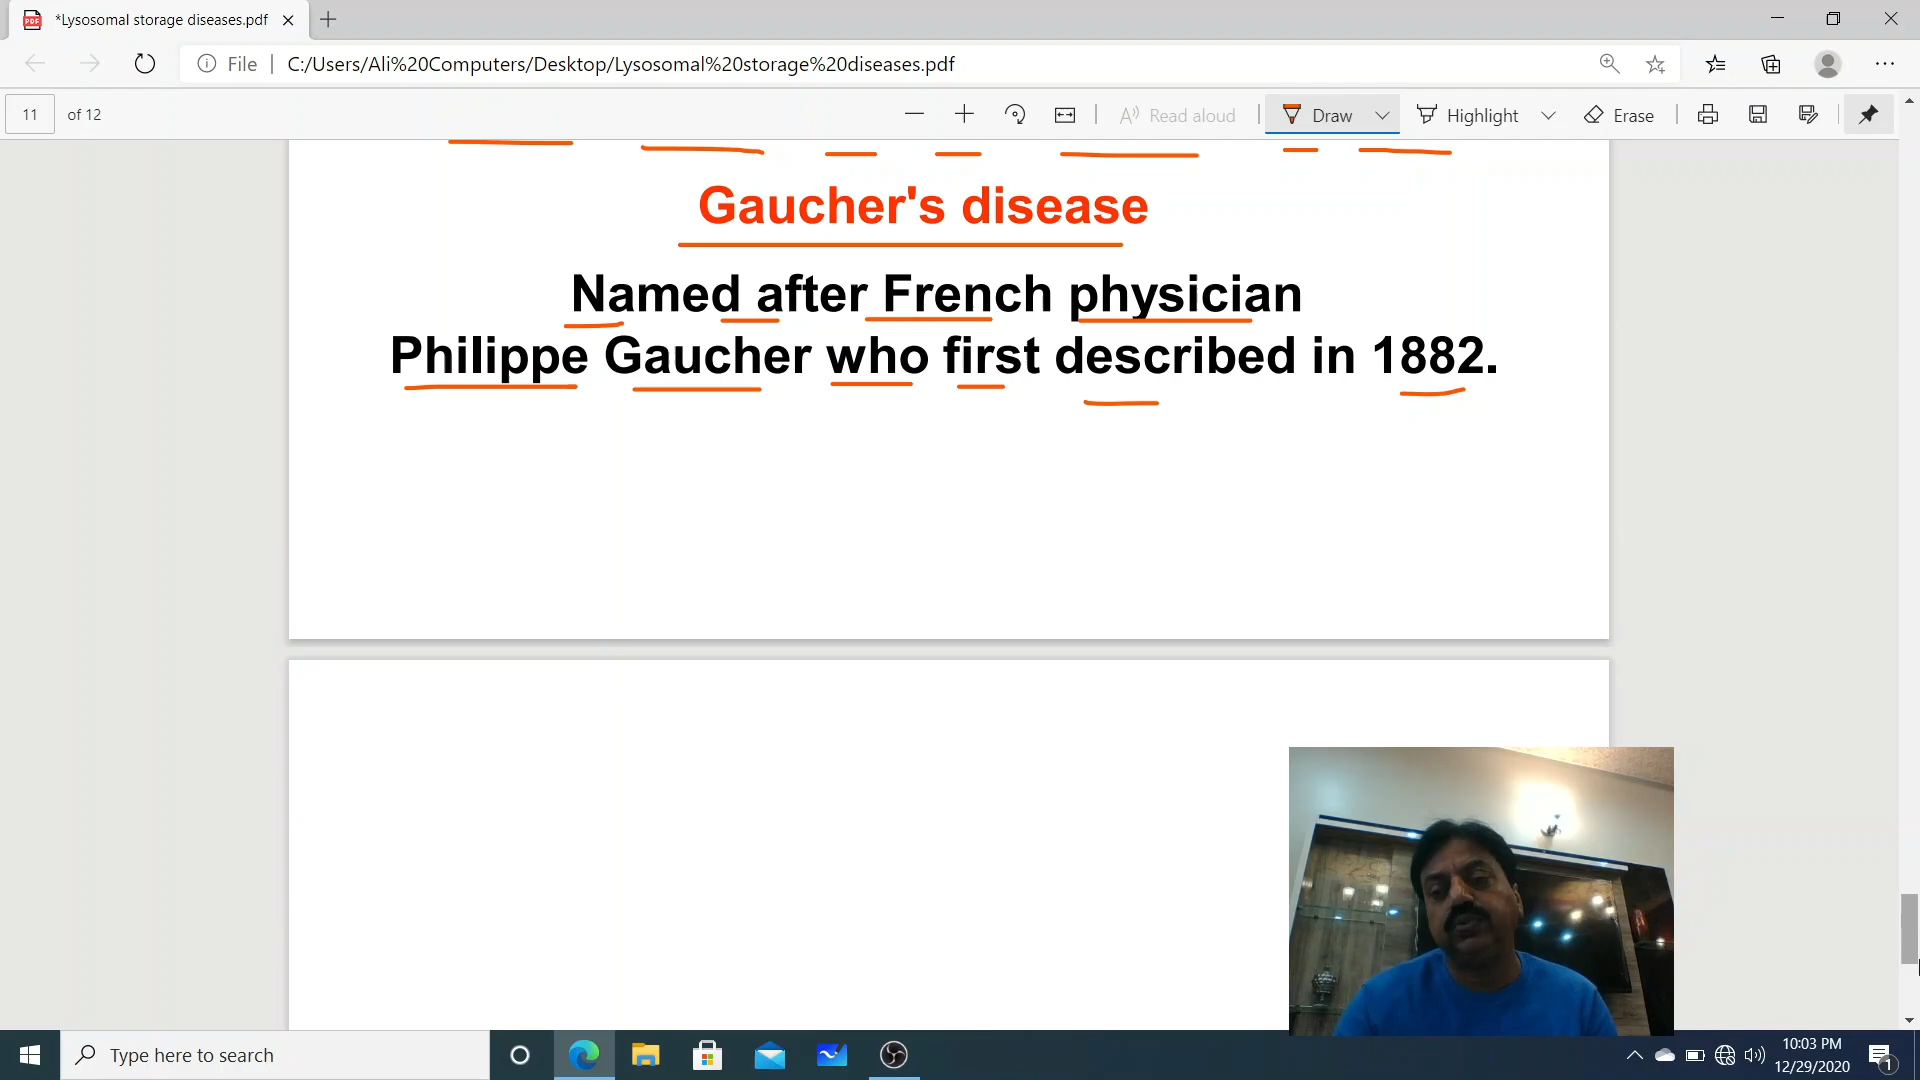 *Lysosomal storage diseases.pdf
File
C:/Users/Ali%20Computers/Desktop/Lysosomal%20storage%20diseases.pdf
11 of 12
Read aloud
Draw
Highlight
Erase
Gaucher's disease
Named after French physician
Philippe Gaucher who first described in 1882.
Type here to search
10:03 PM
12/29/2020
1